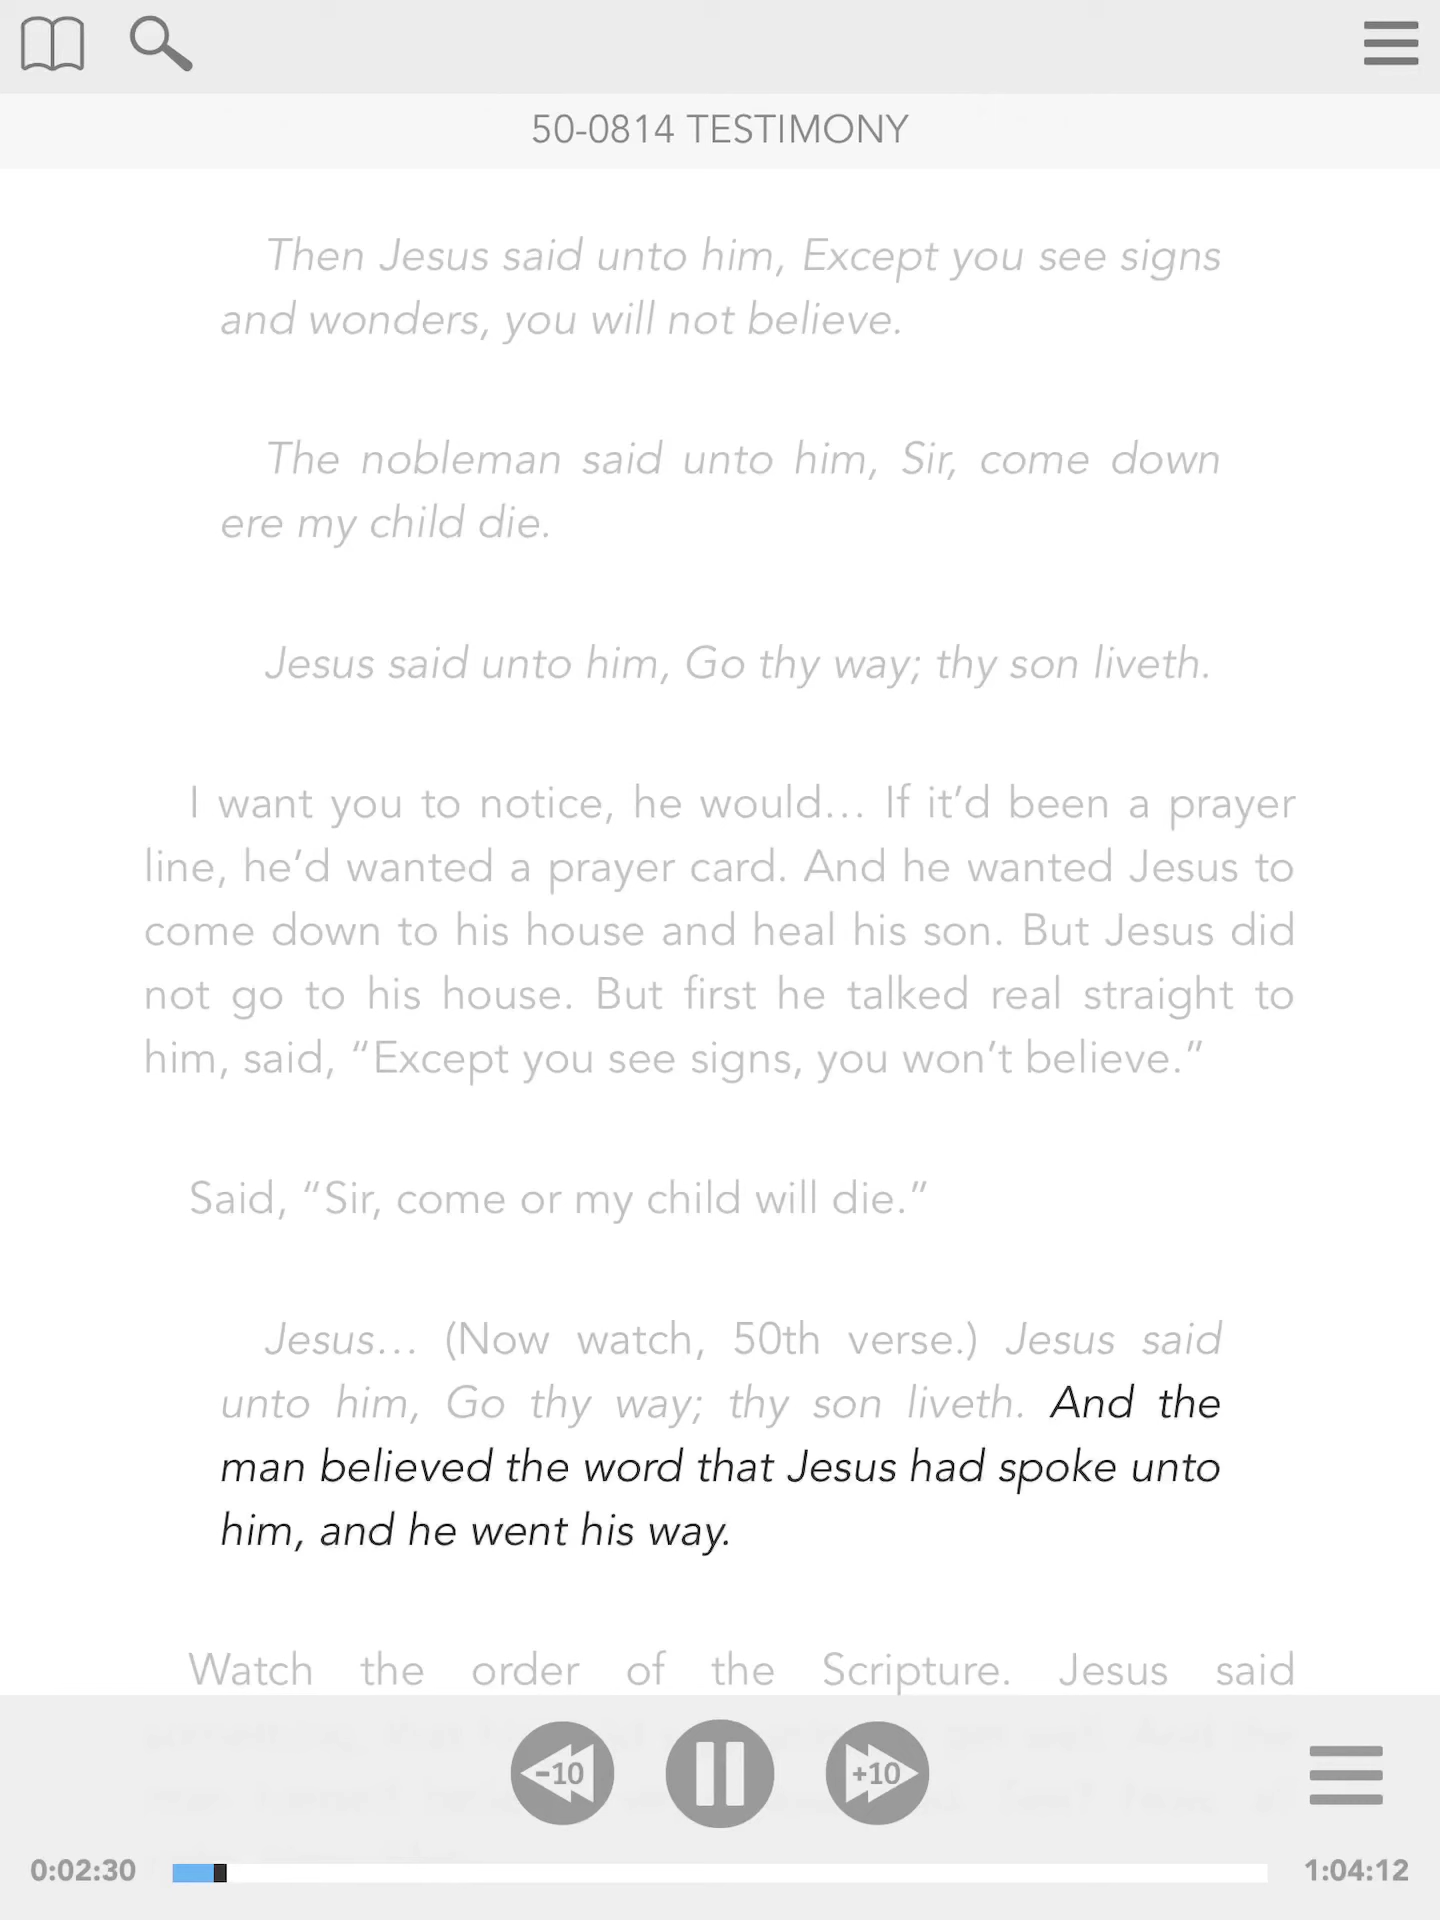 50-0814 TESTIMONY
Then Jesus said unto him, Except you see signs
and wonders, you will not believe.
The nobleman said unto him, Sir, come down
ere my child die.
Jesus said unto him, Go thy way; thy son liveth.
I want you to notice, he would… If it’d been a prayer
line, he’d wanted a prayer card. And he wanted Jesus to
come down to his house and heal his son. But Jesus did
not go to his house. But first he talked real straight to
him, said, “Except you see signs, you won’t believe.”
Said, “Sir, come or my child will die.”
Jesus… (Now watch, 50th verse.) Jesus said
unto him, Go thy way; thy son liveth. And the
man believed the word that Jesus had spoke unto
him, and he went his way.
Watch the order of the Scripture. Jesus said
-10 +10
0:02:30 1:04:12